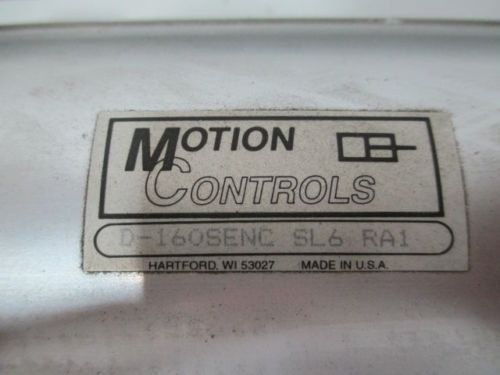 MOTION
CONTROLS
D-160SENC SL6 RA1
HARTFORD, WI 53027 MADE IN U.S.A.